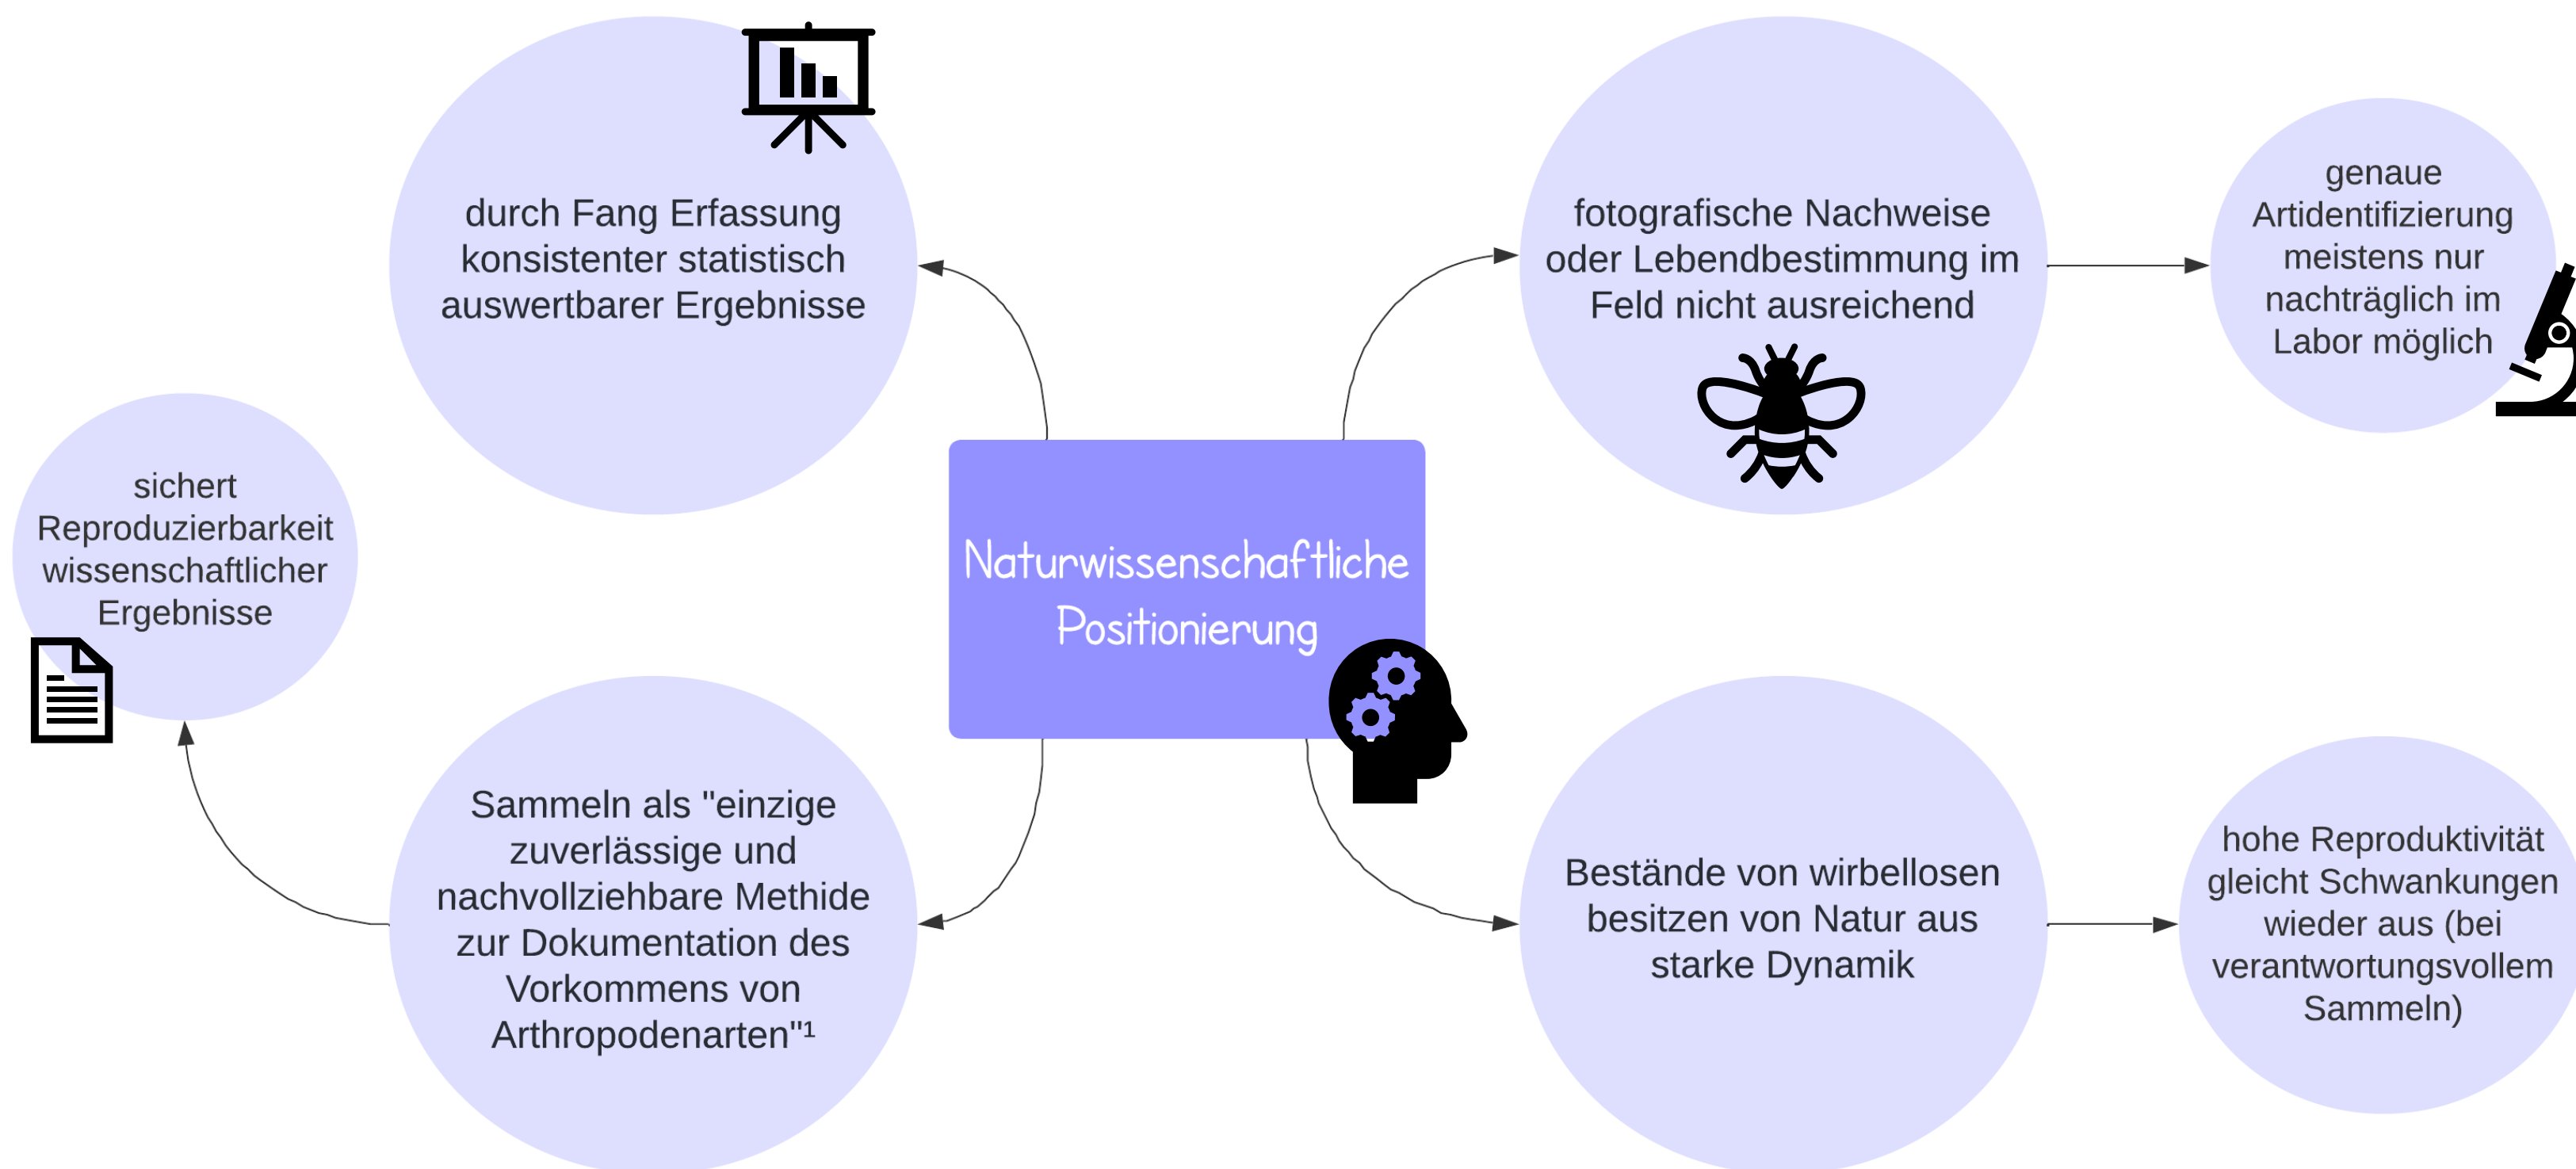 durch Fang Erfassung
konsistenter statistisch
auswertbarer Ergebnisse
fotografische Nachweise
oder Lebendbestimmung im
Feld nicht ausreichend
genaue
Artidentifizierung
meistens nur
nachträglich im
Labor möglich
sichert
Reproduzierbarkeit
wissenschaftlicher
Ergebnisse
Naturwissenschaftliche
Positionierung
Sammeln als "einzige
zuverlässige und
nachvollziehbare Methide
zur Dokumentation des
Vorkommens von
Arthropodenarten"¹
Bestände von wirbellosen
besitzen von Natur aus
starke Dynamik
hohe Reproduktivität
gleicht Schwankungen
wieder aus (bei
verantwortungsvollem
Sammeln)